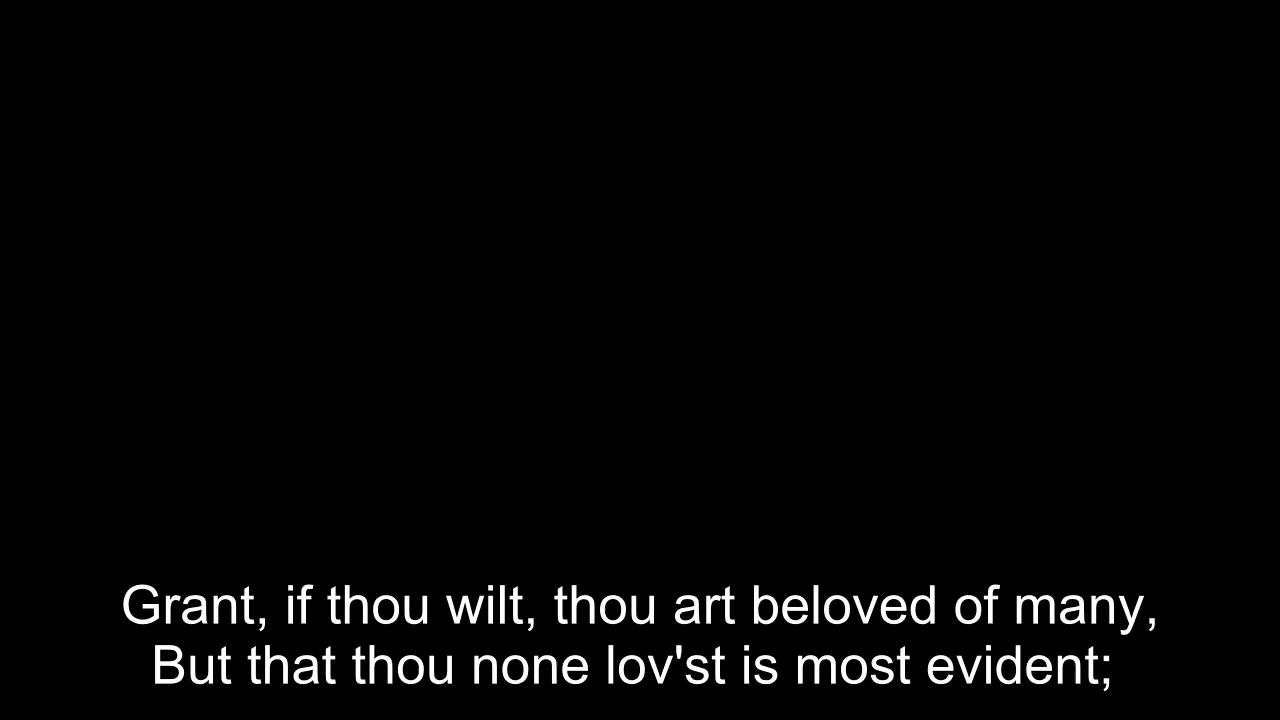 Grant, if thou wilt, thou art beloved of many,
But that thou none lov'st is most evident;